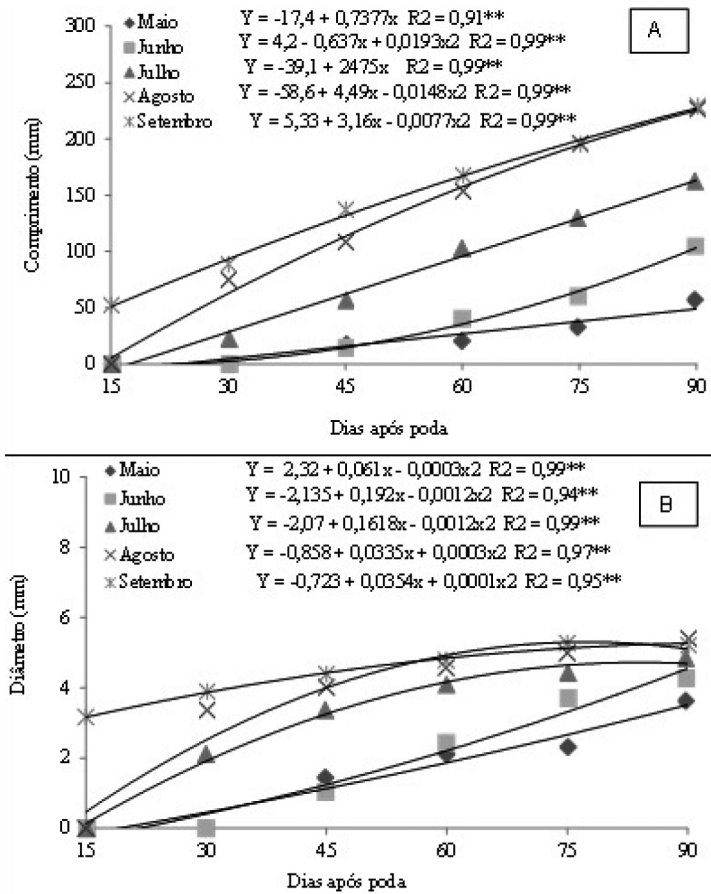 Maio Y = -17,4 + 0,7377x R2 = 0,91**
Junho Y = 4,2 - 0,637x + 0,0193x2 R2 = 0,99**
Julho Y = -39,1 + 2475x R2 = 0,99**
Agosto Y = -58,6 + 4,49x - 0,0148x2 R2 = 0,99**
Setembro Y = 5,33 + 3,16x - 0,0077x2 R2 = 0,99**
A
Comprimento (mm)
300
250
200
150
100
50
0
15 30 45 60 75 90
Dias após poda
Maio Y = 2,32 + 0,061x - 0,0003x2 R2 = 0,99**
Junho Y = -2,135 + 0,192x - 0,0012x2 R2 = 0,94**
Julho Y = -2,07 + 0,1618x - 0,0012x2 R2 = 0,99**
Agosto Y = -0,858 + 0,0335x + 0,0003x2 R2 = 0,97**
Setembro Y = -0,723 + 0,0354x + 0,0001x2 R2 = 0,95**
B
Diâmetro (mm)
10
8
6
4
2
0
15 30 45 60 75 90
Dias após poda